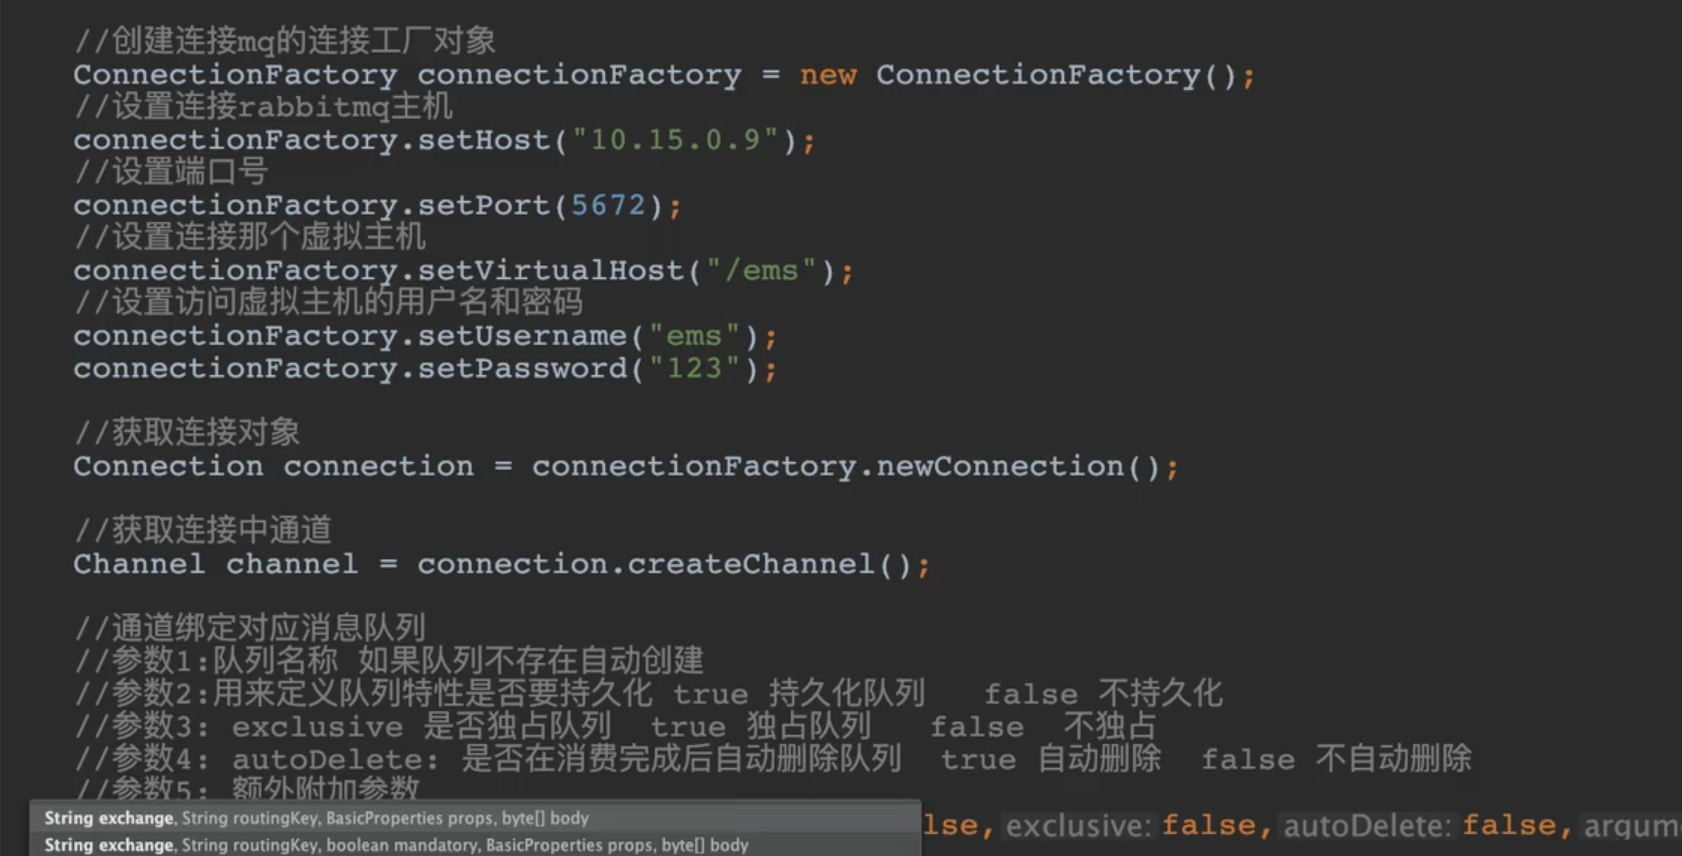 //创建连接mq的连接工厂对象
ConnectionFactory connectionFactory = new ConnectionFactory();
//设置连接rabbitmq主机
connectionFactory.setHost("10.15.0.9");
//设置端口号
connectionFactory.setPort(5672);
//设置连接那个虚拟主机
connectionFactory.setVirtualHost("/ems");
//设置访问虚拟主机的用户名和密码
connectionFactory.setUsername("ems");
connectionFactory.setPassword("123");
//获取连接对象
Connection connection = connectionFactory.newConnection();
//获取连接中通道
Channel channel = connection.createChannel();
//通道绑定对应消息队列
//参数1:队列名称 如果队列不存在自动创建
//参数2:用来定义队列特性是否要持久化 true 持久化队列 false 不持久化
//参数3: exclusive 是否独占队列 true 独占队列 false 不独占
//参数4: autoDelete: 是否在消费完成后自动删除队列 true 自动删除 false 不自动删除
//参数5: 额外附加参数
String exchange, String routingKey, BasicProperties props, byte[] body
lse, exclusive: false, autoDelete: false, argum
String exchange, String routingKey, boolean mandatory, BasicProperties props, byte[] body